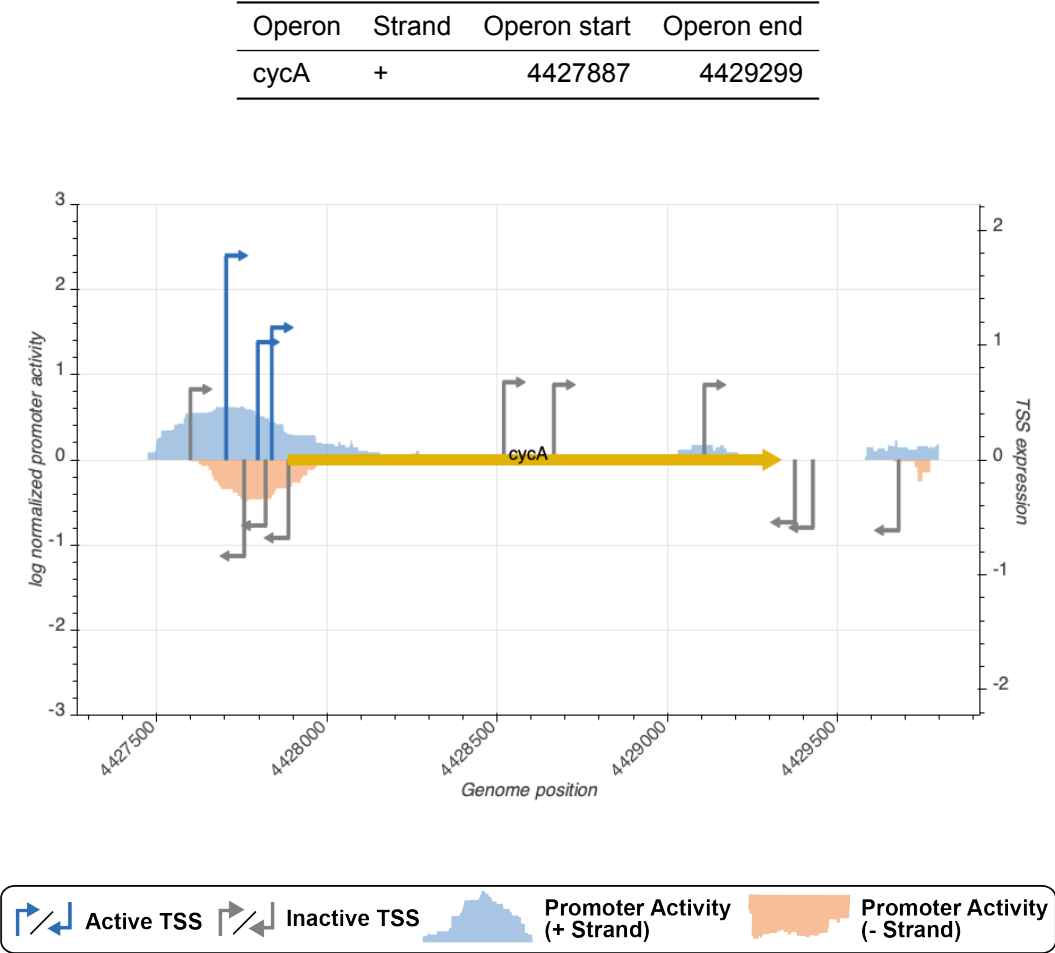 Operon Strand Operon start Operon end
cycA + 4427887 4429299
3
2
1
0
-1
-2
-3
log normalized promoter activity
2
1
0
-1
-2
TSS expression
cycA
4427500 4428000 4428500 4429000 4429500
Genome position
Active TSS
Inactive TSS
Promoter Activity
(+ Strand)
Promoter Activity
(- Strand)